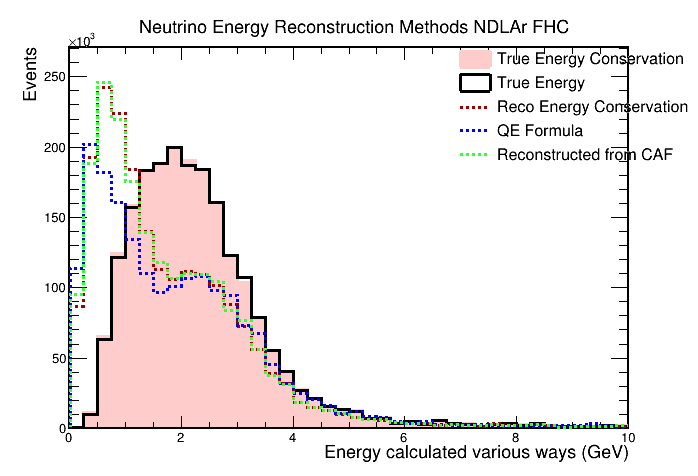 Neutrino Energy Reconstruction Methods NDLAr FHC
×10³
Events
250
200
150
100
50
0
0 2 4 6 8 10
Energy calculated various ways (GeV)
True Energy Conservation
True Energy
Reco Energy Conservation
QE Formula
Reconstructed from CAF